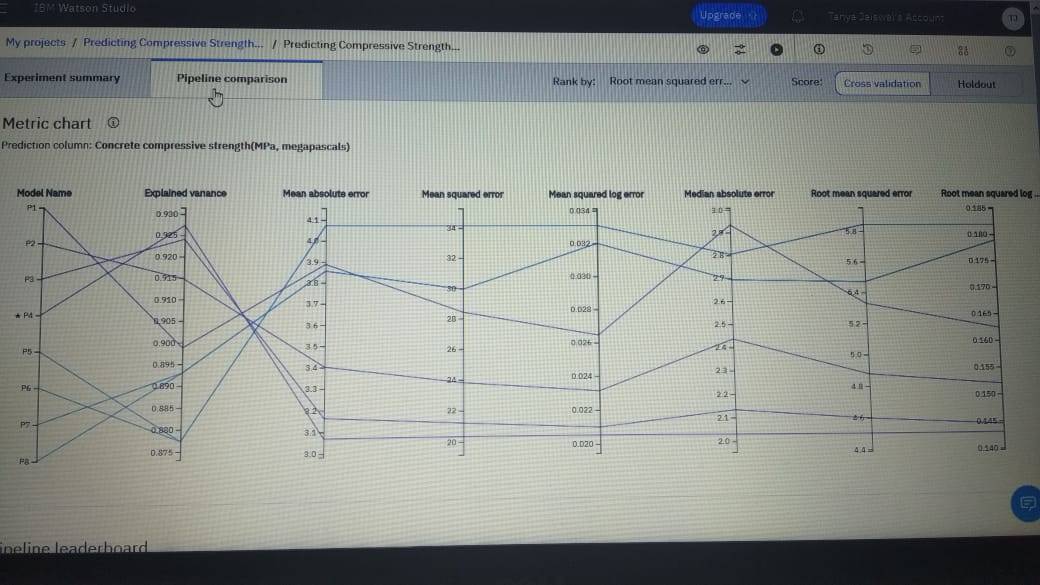 IBM Watson Studio
Upgrade
Tanya Jaiswal's Account
TJ
My projects / Predicting Compressive Strength... / Predicting Compressive Strength...
Experiment summary
Pipeline comparison
Rank by: Root mean squared err...
Score: Cross validation Holdout
Metric chart
Prediction column: Concrete compressive strength(MPa, megapascals)
Model Name
P1
P2
P3
★ P4
P5
P6
P7
P8
Explained variance
0.930
0.925
0.920
0.915
0.910
0.905
0.900
0.895
0.890
0.885
0.880
0.875
Mean absolute error
4.1
4.0
3.9
3.8
3.7
3.6
3.5
3.4
3.3
3.2
3.1
3.0
Mean squared error
34
32
30
28
26
24
22
20
Mean squared log error
0.034
0.032
0.030
0.028
0.026
0.024
0.022
0.020
Median absolute error
3.0
2.9
2.8
2.7
2.6
2.5
2.4
2.3
2.2
2.1
2.0
Root mean squared error
5.8
5.6
5.4
5.2
5.0
4.8
4.6
4.4
Root mean squared log ...
0.185
0.180
0.175
0.170
0.165
0.160
0.155
0.150
0.145
0.140
ipeline leaderboard